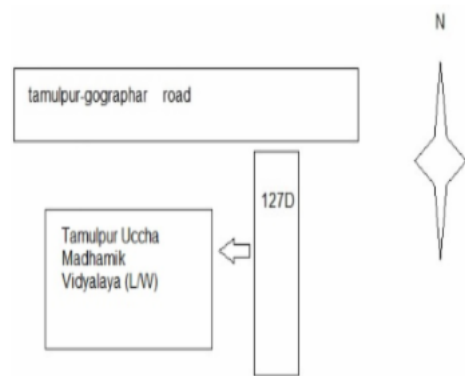 N
tamulpur-gographar road
127D
Tamulpur Uccha
Madhamik
Vidyalaya (L/W)